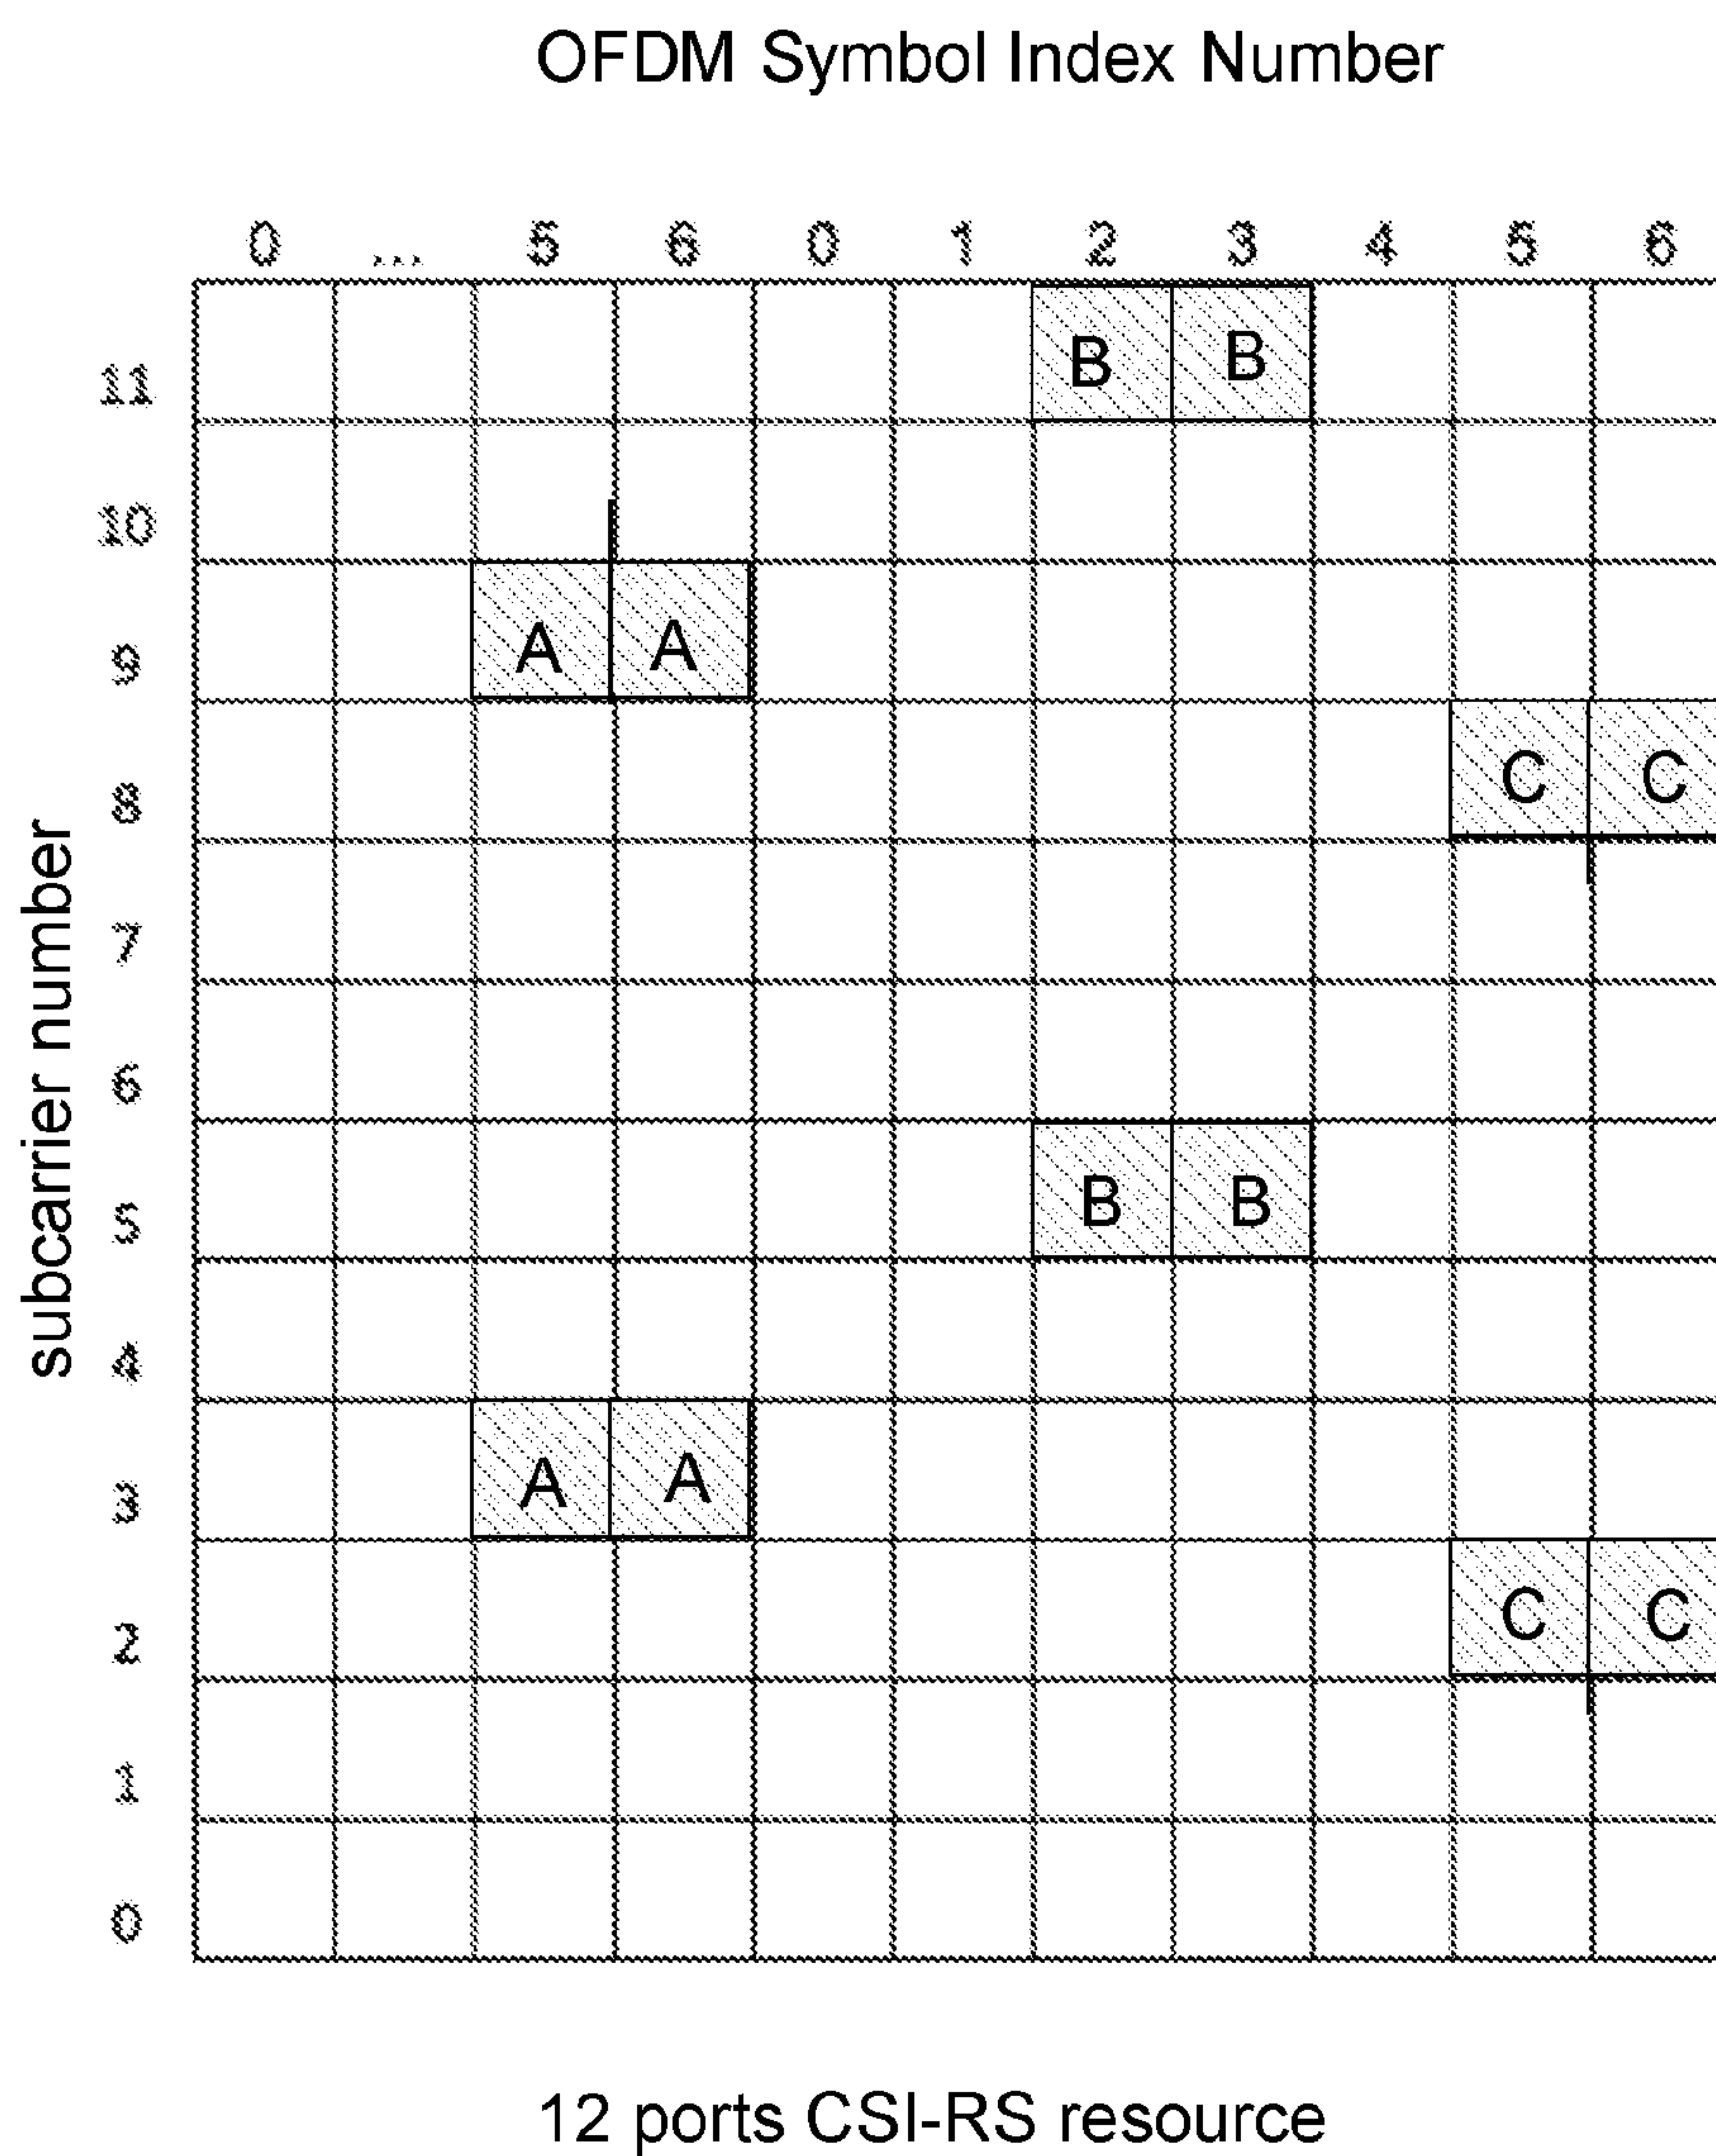 OFDM Symbol Index Number
0 ... 5 6 0 1 2 3 4 5 6
11 B B
10
9 A A
8 C C
7
subcarrier number
6
5 B B
4
3 A A
2 C C
1
0
12 ports CSI-RS resource